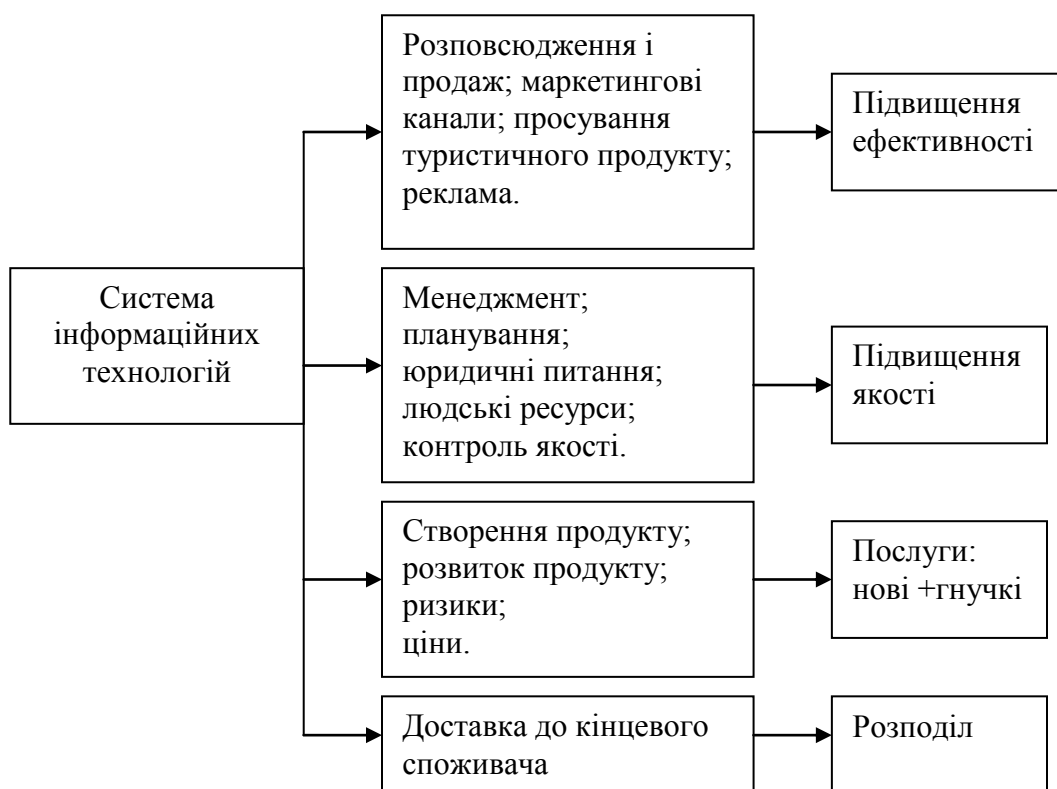 Розповсюдження і
продаж; маркетингові
канали; просування
туристичного продукту;
реклама.
Підвищення
ефективності
Система
інформаційних
технологій
Менеджмент;
планування;
юридичні питання;
людські ресурси;
контроль якості.
Підвищення
якості
Створення продукту;
розвиток продукту;
ризики;
ціни.
Послуги:
нові +гнучкі
Доставка до кінцевого
споживача
Розподіл